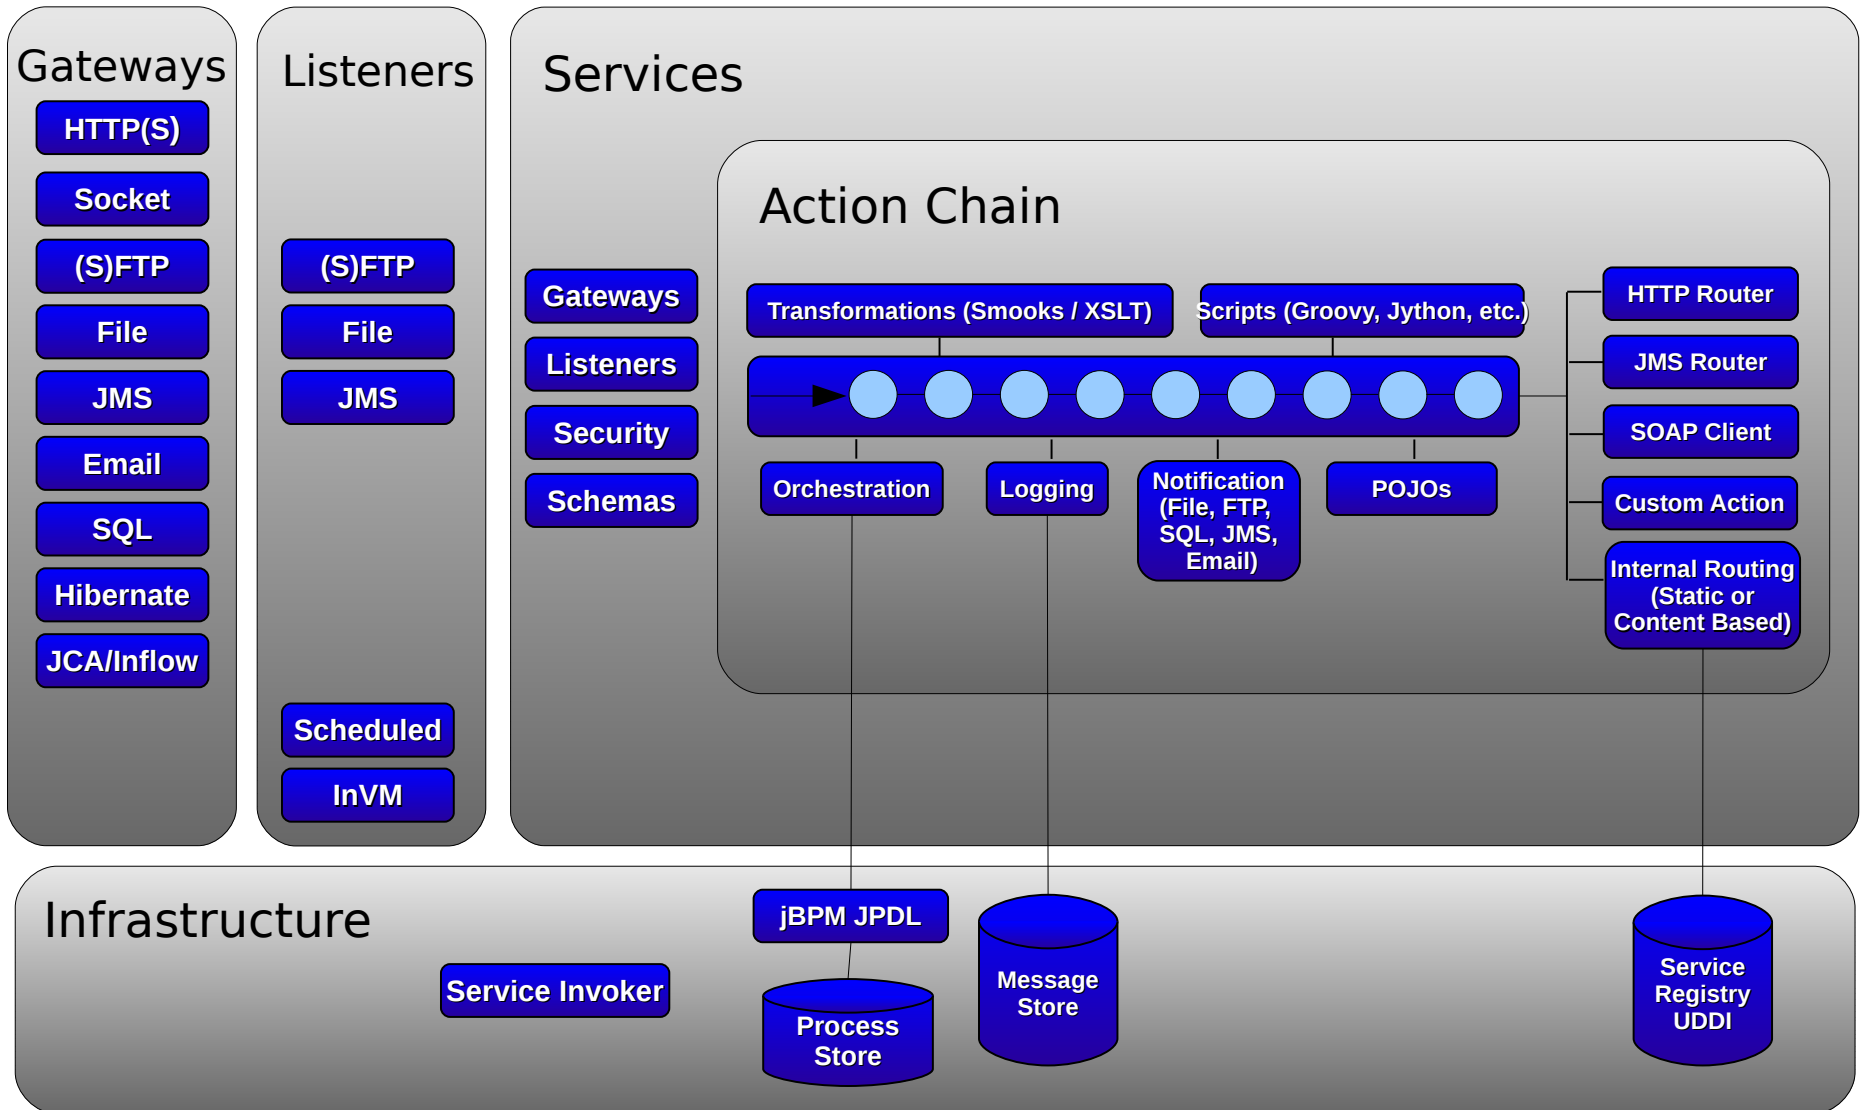 Gateways
HTTP(S)
Socket
(S)FTP
File
JMS
Email
SQL
Hibernate
JCA/Inflow
Listeners
(S)FTP
File
JMS
Scheduled
InVM
Services
Gateways
Listeners
Security
Schemas
Action Chain
Transformations (Smooks / XSLT)
Scripts (Groovy, Jython, etc.)
Orchestration
Logging
Notification
(File, FTP,
SQL, JMS,
Email)
POJOs
HTTP Router
JMS Router
SOAP Client
Custom Action
Internal Routing
(Static or
Content Based)
Infrastructure
Service Invoker
jBPM JPDL
Process
Store
Message
Store
Service
Registry
UDDI